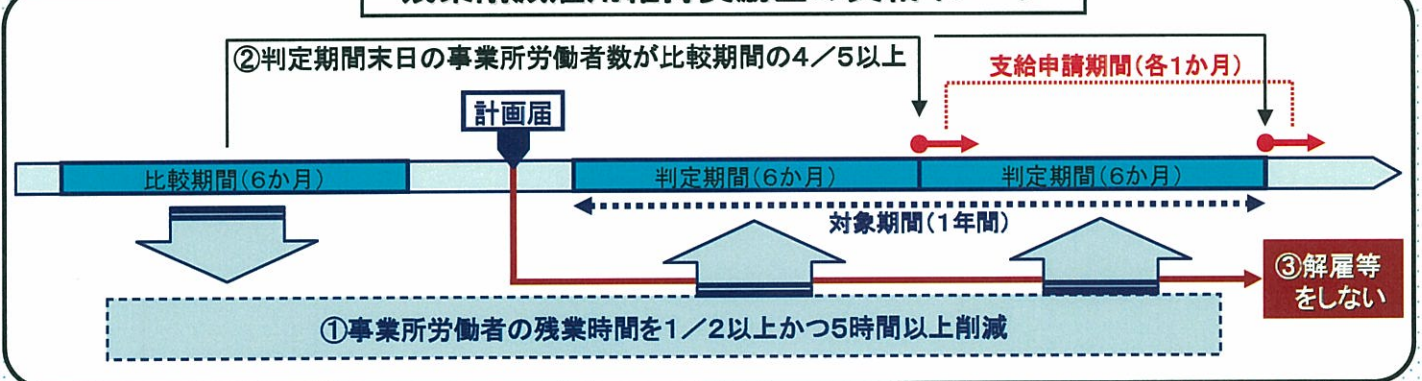 ②判定期間末日の事業所労働者数が比較期間の4／5以上
支給申請期間（各1か月）
計画届
比較期間（6か月）
判定期間（6か月）
判定期間（6か月）
対象期間（1年間）
③解雇等
をしない
①事業所労働者の残業時間を1／2以上かつ5時間以上削減